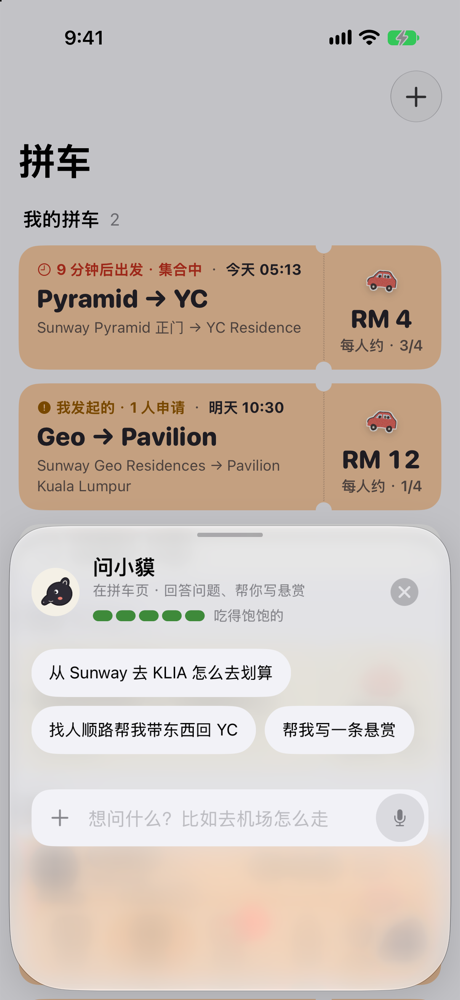 9:41
拼车
我的拼车 2
9 分钟后出发 · 集合中 · 今天 05:13
Pyramid → YC
Sunway Pyramid 正门 → YC Residence
RM 4
每人约 · 3/4
我发起的 · 1 人申请 · 明天 10:30
Geo → Pavilion
Sunway Geo Residences → Pavilion
Kuala Lumpur
RM 12
每人约 · 1/4
问小貘
在拼车页 · 回答问题、帮你写悬赏
吃得饱饱的
从 Sunway 去 KLIA 怎么去划算
找人顺路帮我带东西回 YC
帮我写一条悬赏
想问什么？比如去机场怎么走